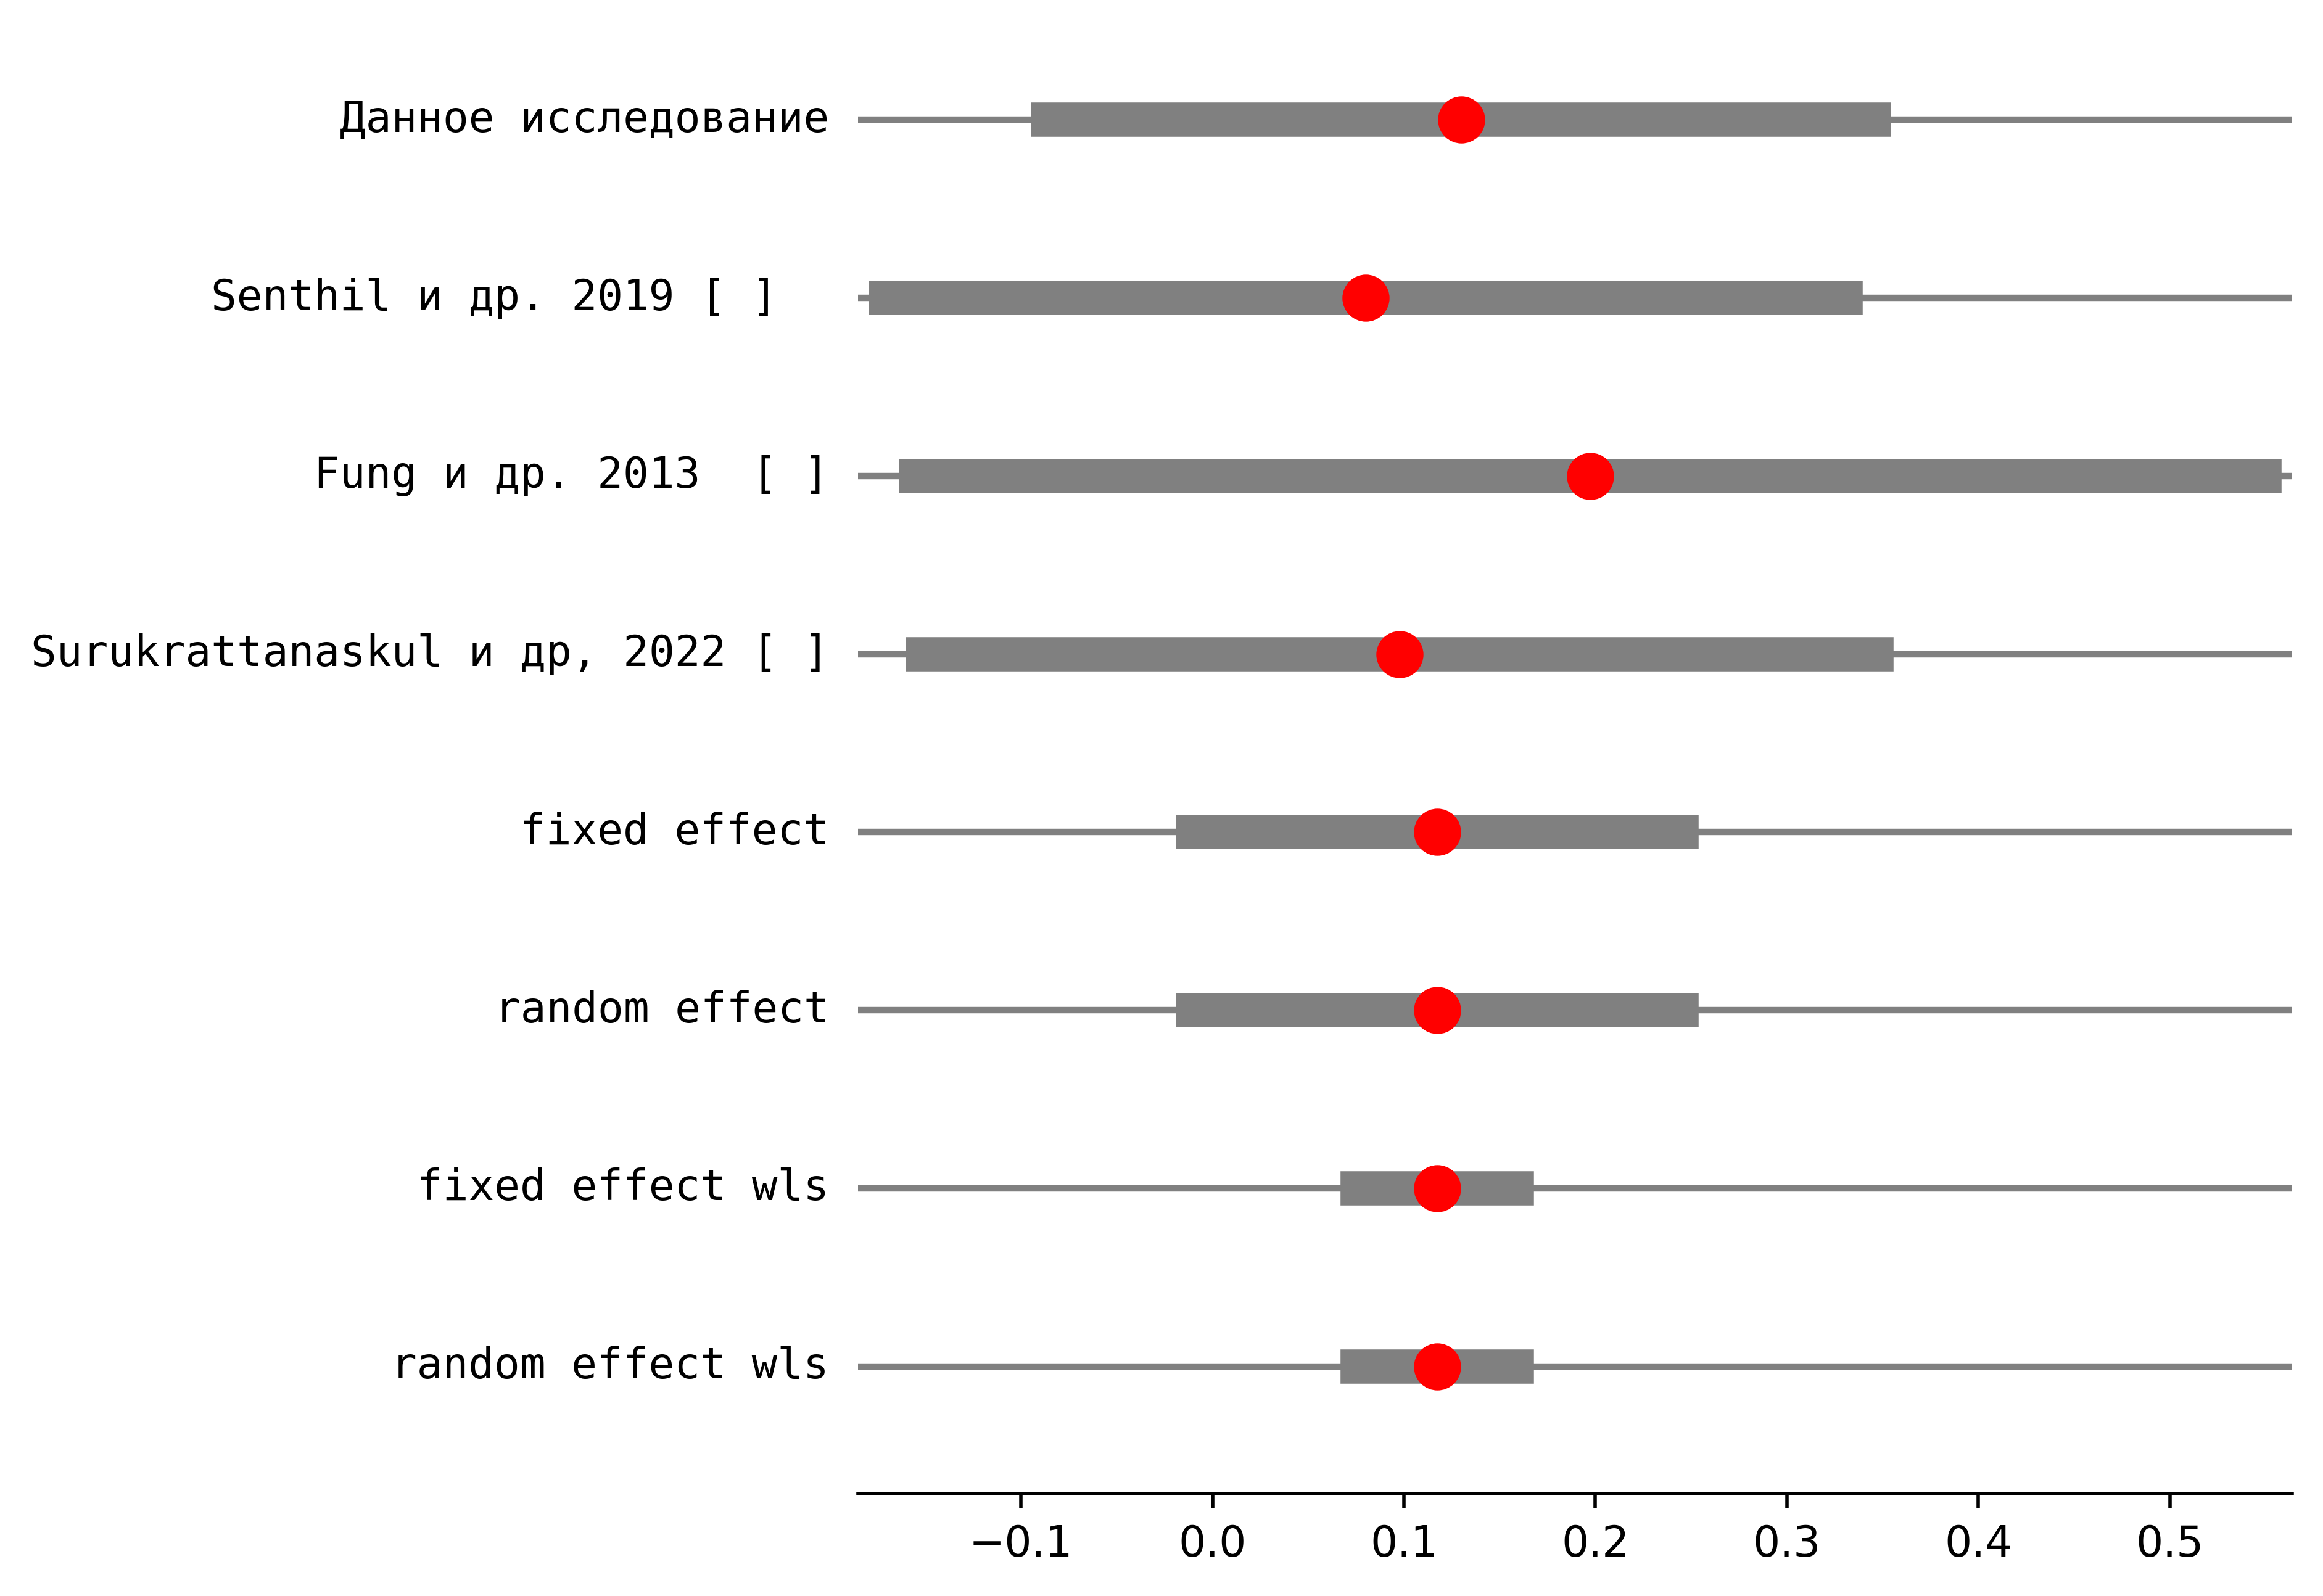 Данное исследование
Senthil и др. 2019 [ ]
Fung и др. 2013  [ ]
Surukrattanaskul и др, 2022 [ ]
fixed effect
random effect
fixed effect wls
random effect wls
−0.1 0.0 0.1 0.2 0.3 0.4 0.5